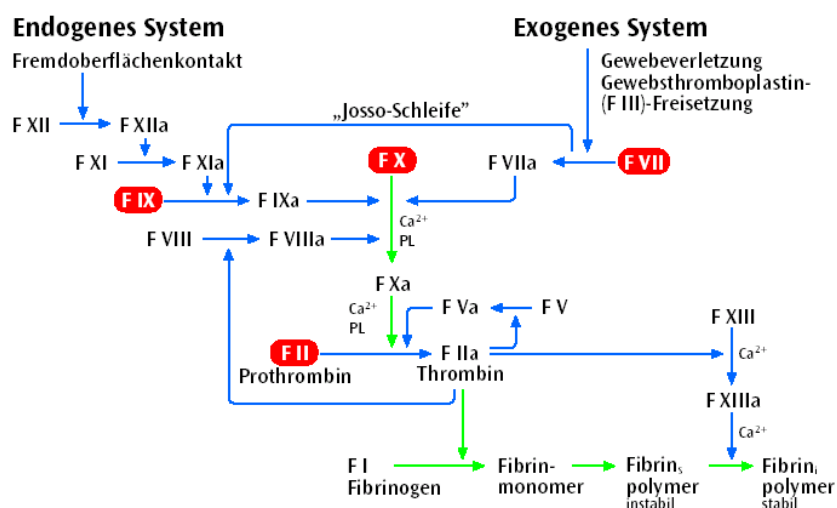 Endogenes System
Exogenes System
Fremdoberflächenkontakt
Gewebeverletzung
Gewebsthromboplastin-
(F III)-Freisetzung
„Josso-Schleife”
F XII
F XIIa
F XI
F XIa
F X
F VIIa
F VII
F IX
F IXa
Ca²⁺
PL
F VIII
F VIIIa
F Xa
Ca²⁺
PL
F Va
F V
F XIII
Ca²⁺
F II
Prothrombin
F IIa
Thrombin
F XIIIa
Ca²⁺
F I
Fibrinogen
Fibrin-
monomer
Fibrinₛ
polymer
instabil
Fibrinᵢ
polymer
stabil